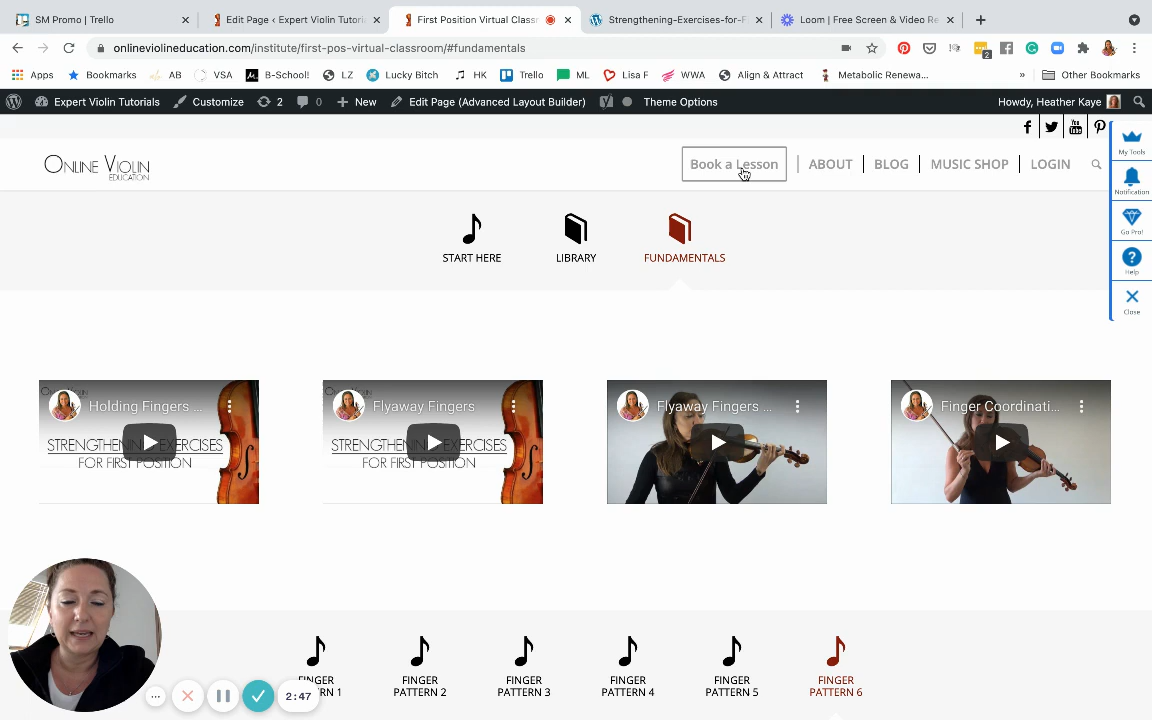 SM Promo | Trello
Edit Page ‹ Expert Violin Tutoria
First Position Virtual Classr
Strengthening-Exercises-for-F
Loom | Free Screen & Video Re
onlineviolineducation.com/institute/first-pos-virtual-classroom/#fundamentals
2
Apps
Bookmarks
AB
VSA
B-School!
LZ
Lucky Bitch
HK
Trello
ML
Lisa F
WWA
Align & Attract
Metabolic Renewa...
»
Other Bookmarks
Expert Violin Tutorials
Customize
2
0
New
Edit Page (Advanced Layout Builder)
Theme Options
Howdy, Heather Kaye
You
Tube
ONLINE VIOLIN
EDUCATION
Book a Lesson
ABOUT
BLOG
MUSIC SHOP
LOGIN
My Tools
Notification
Go Pro!
Help
Close
START HERE
LIBRARY
FUNDAMENTALS
Holding Fingers ...
STRENGTHENING EXERCISES
FOR FIRST POSITION
Flyaway Fingers
STRENGTHENING EXERCISES
FOR FIRST POSITION
Flyaway Fingers ...
Finger Coordinati...
FINGER
PATTERN 2
FINGER
PATTERN 3
FINGER
PATTERN 4
FINGER
PATTERN 5
FINGER
PATTERN 6
2:47